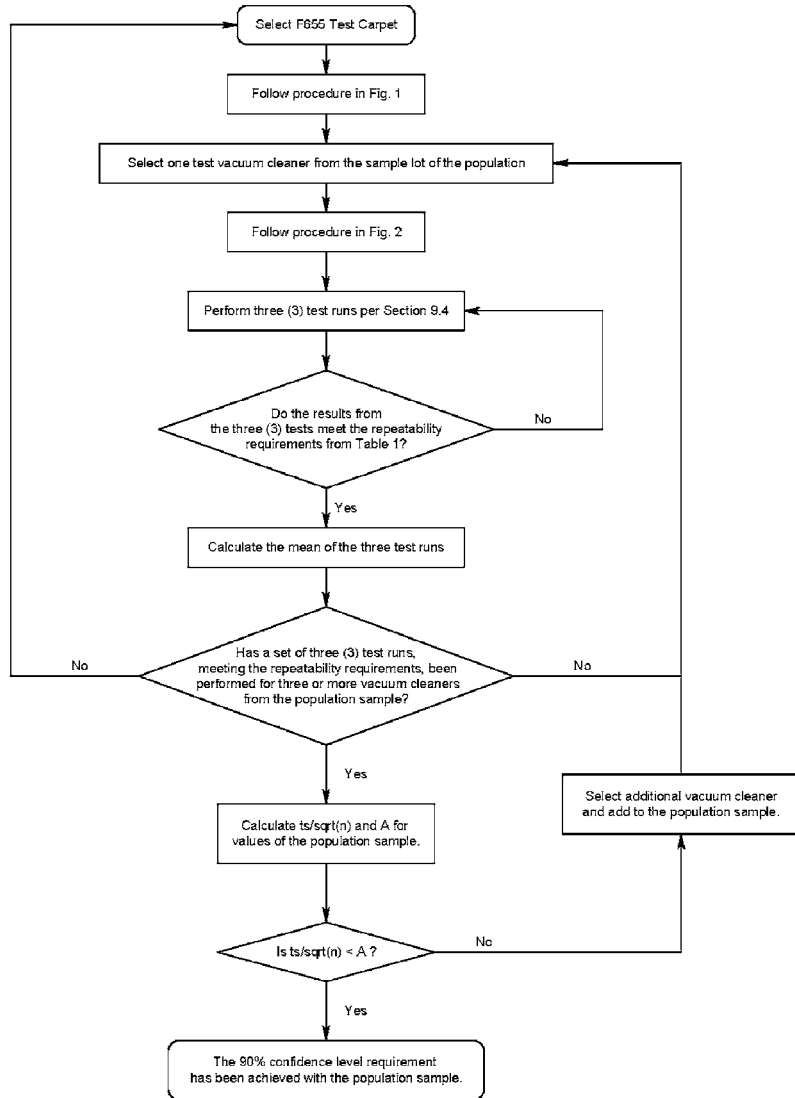 Select F655 Test Carpet
Follow procedure in Fig. 1
Select one test vacuum cleaner from the sample lot of the population
Follow procedure in Fig. 2
Perform three (3) test runs per Section 9.4
Do the results from
the three (3) tests meet the repeatability
requirements from Table 1?
No
Yes
Calculate the mean of the three test runs
Has a set of three (3) test runs,
meeting the repeatability requirements, been
performed for three or more vacuum cleaners
from the population sample?
No
No
Yes
Select additional vacuum cleaner
and add to the population sample.
Calculate ts/sqrt(n) and A for
values of the population sample.
Is ts/sqrt(n) < A ?
No
Yes
The 90% confidence level requirement
has been achieved with the population sample.